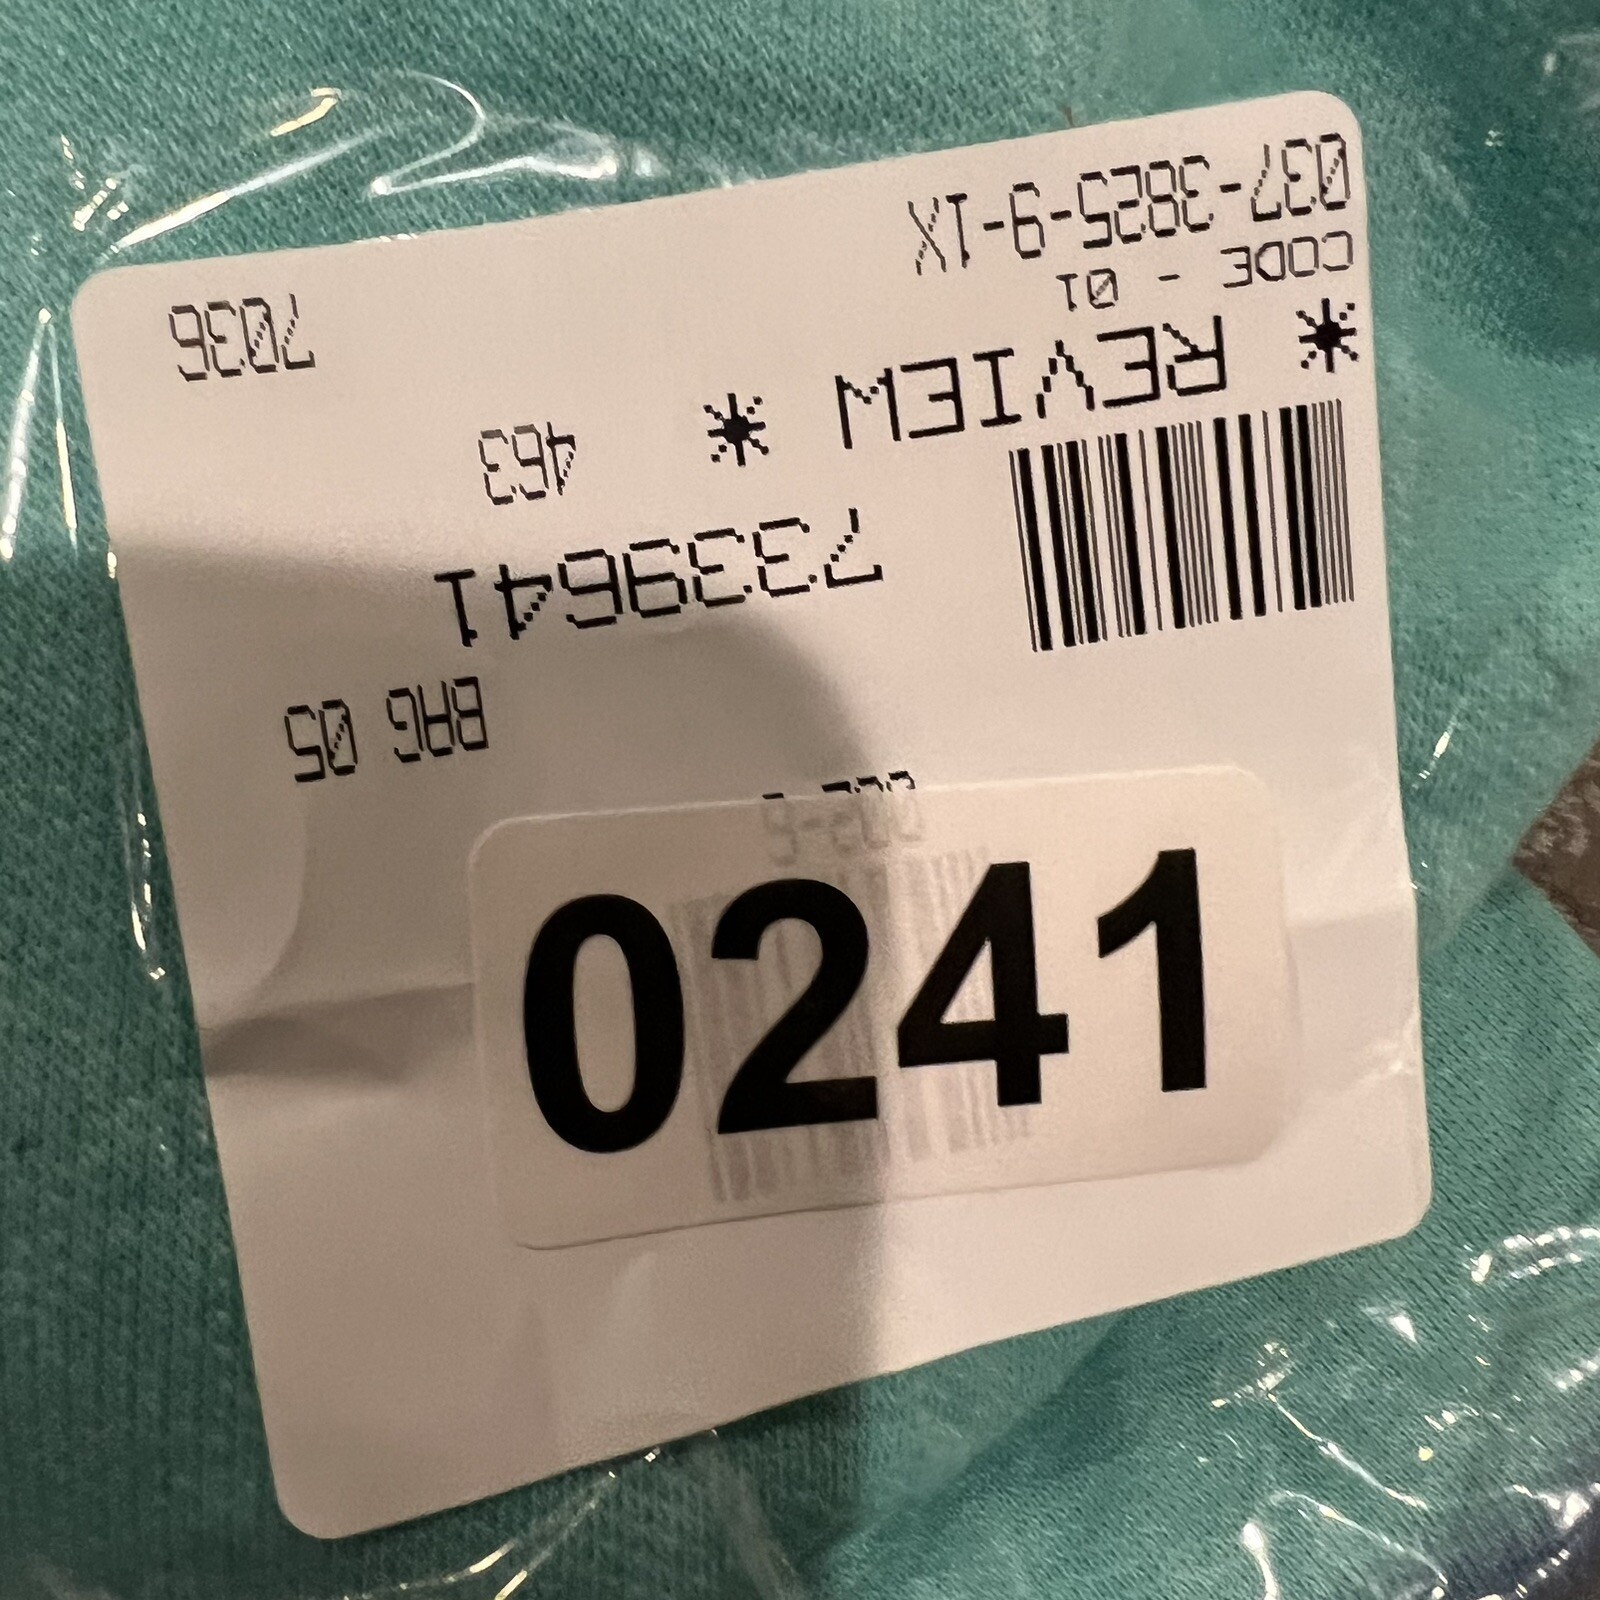 0241
BAG 05
7339641
* REVIEW * 463
CODE - 01
037-3825-9-1X 7036